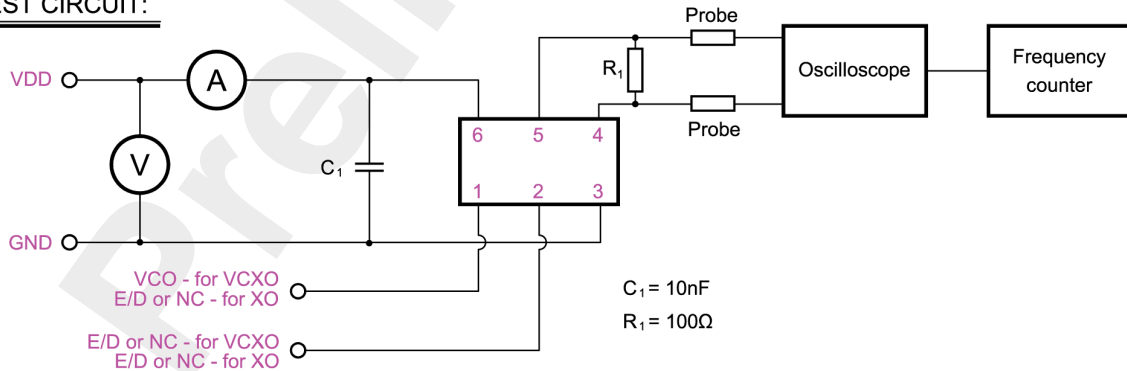 EST CIRCUIT:
Probe
VDD
A
R1
Oscilloscope
Frequency
counter
Probe
6 5 4
V
C1
1 2 3
GND
VCO - for VCXO
E/D or NC - for XO
C1 = 10nF
R1 = 100Ω
E/D or NC - for VCXO
E/D or NC - for XO
Prel